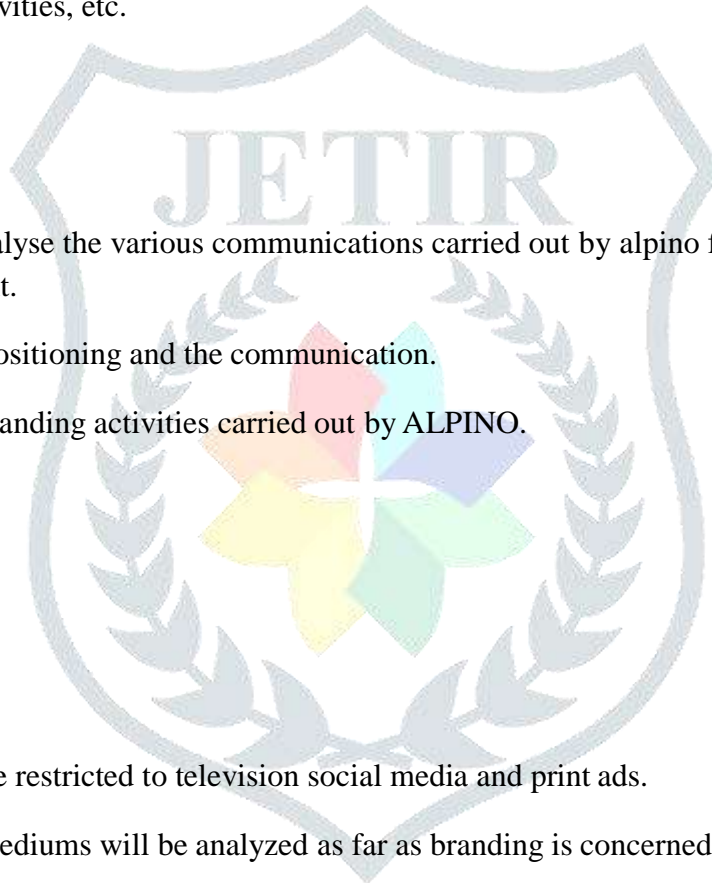 vities, etc.
JETIR
alyse the various communications carried out by alpino f
t.
ositioning and the communication.
anding activities carried out by ALPINO.
e restricted to television social media and print ads.
ediums will be analyzed as far as branding is concerned